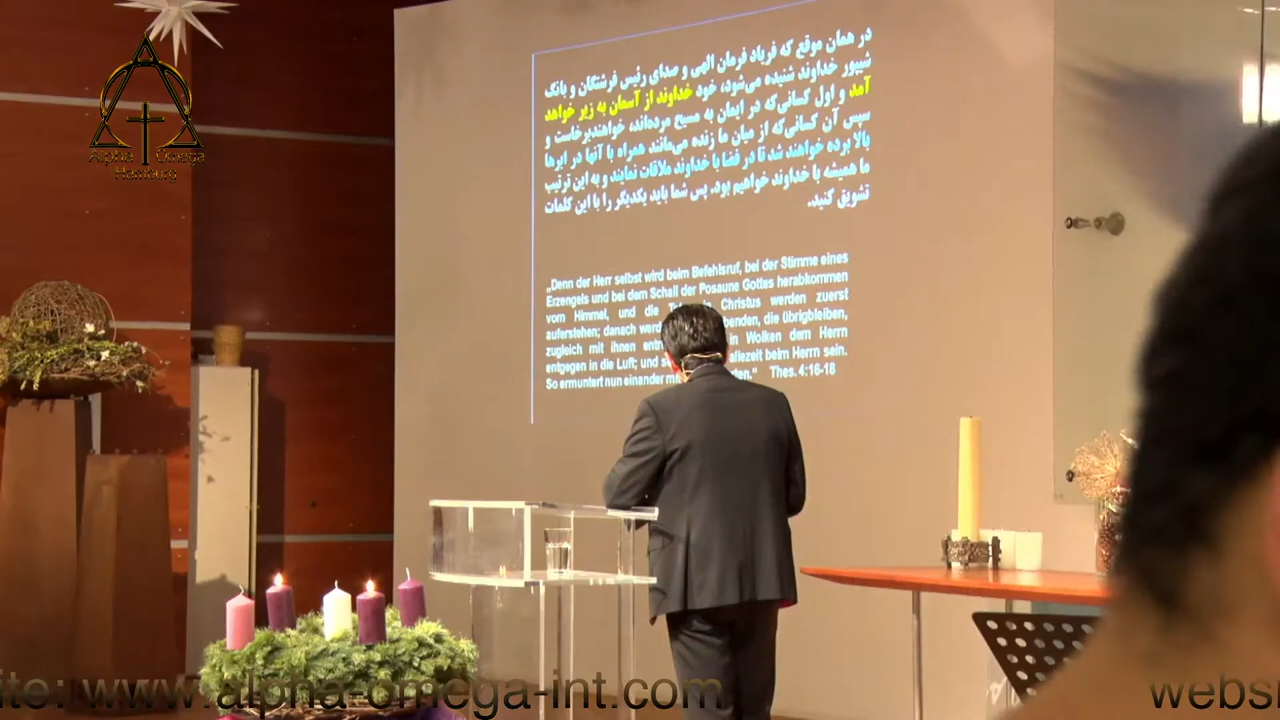 Alpha Omega
Hamburg
در همان موقع که فریاد فرمان الهی و صدای رئیس فرشتگان و بانگ
شیپور خداوند شنیده می‌شود، خود خداوند از آسمان به زیر خواهد
آمد و اول کسانی‌که در ایمان به مسیح مرده‌اند، خواهندبرخاست و
سپس آن کسانی‌که از میان ما زنده می‌مانند همراه با آنها در ابرها
بالا برده خواهند شد تا در فضا با خداوند ملاقات نمایند و به این ترتیب
ما همیشه با خداوند خواهیم بود. پس شما باید یکدیگر را با این کلمات
تشویق کنید.
„Denn der Herr selbst wird beim Befehlsruf, bei der Stimme eines
Erzengels und bei dem Schall der Posaune Gottes herabkommen
vom Himmel, und die in Christus werden zuerst
auferstehen; danach die übrigbleiben,
zugleich mit ihnen in Wolken dem Herrn
entgegen in die Luft; und allezeit beim Herrn sein.
So ermuntert nun einander Thes. 4:16-18
ite: www.alpha-omega-int.com websi